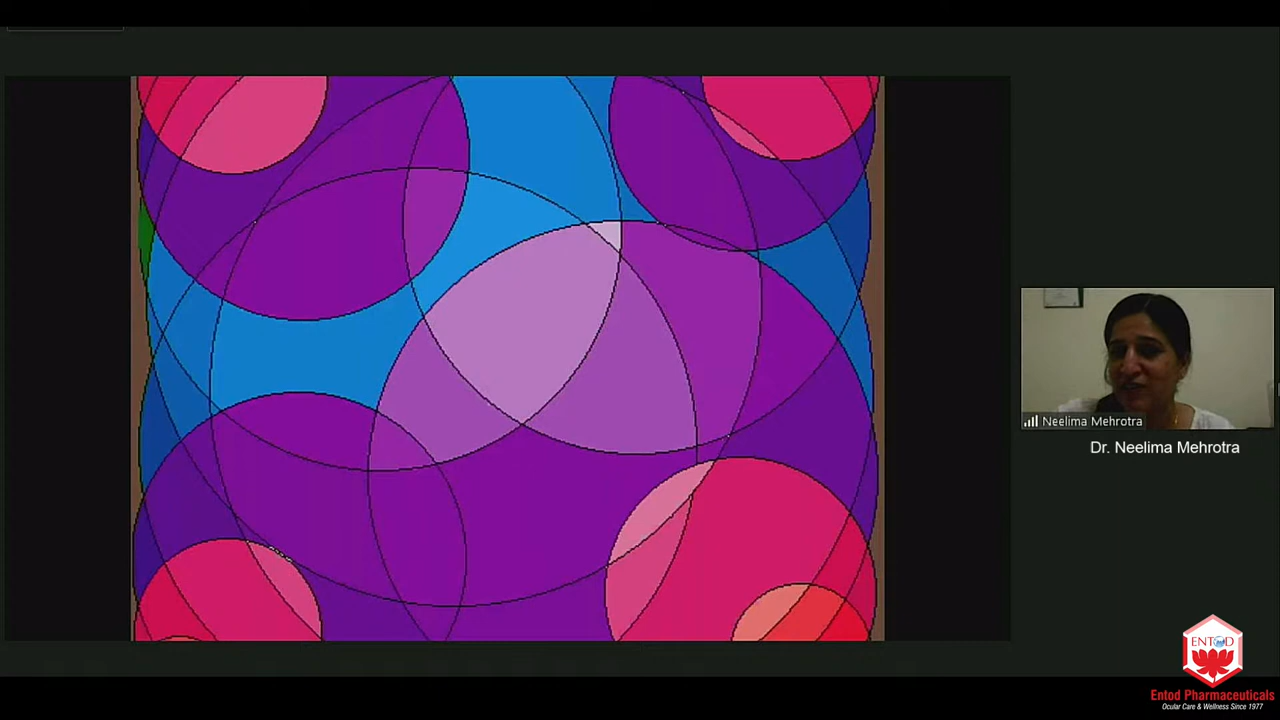 Neelima Mehrotra
Dr. Neelima Mehrotra
ENTOD
Entod Pharmaceuticals
Ocular Care & Wellness Since 1977